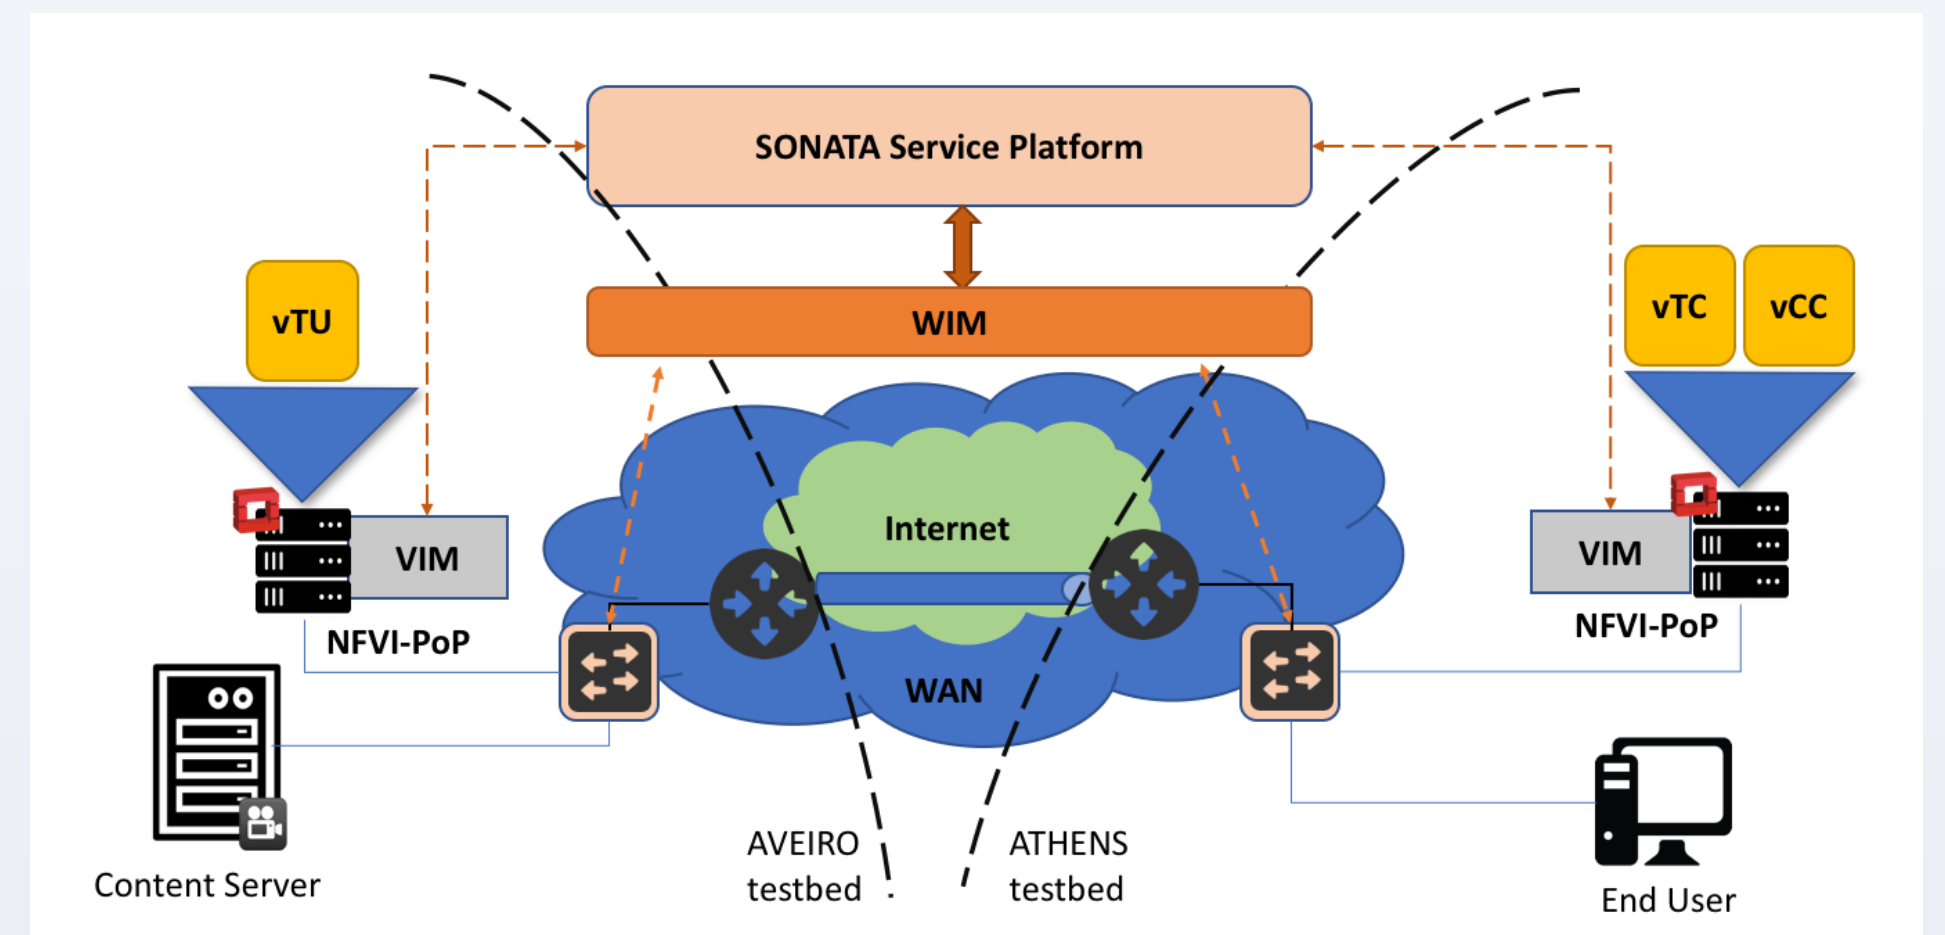 SONATA Service Platform
WIM
vTU
vTC
vCC
Internet
VIM
VIM
NFVI-PoP
NFVI-PoP
WAN
AVEIRO
testbed
ATHENS
testbed
Content Server
End User